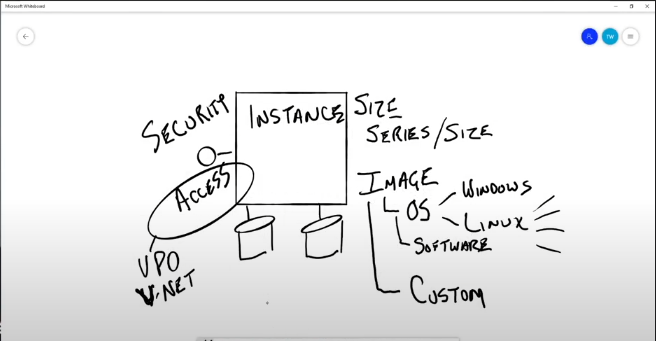 Microsoft Whiteboard
TW
SECURITY
INSTANCE
SIZE
SERIES/SIZE
ACCESS
IMAGE
OS
WINDOWS
LINUX
SOFTWARE
CUSTOM
VPO
V.NET